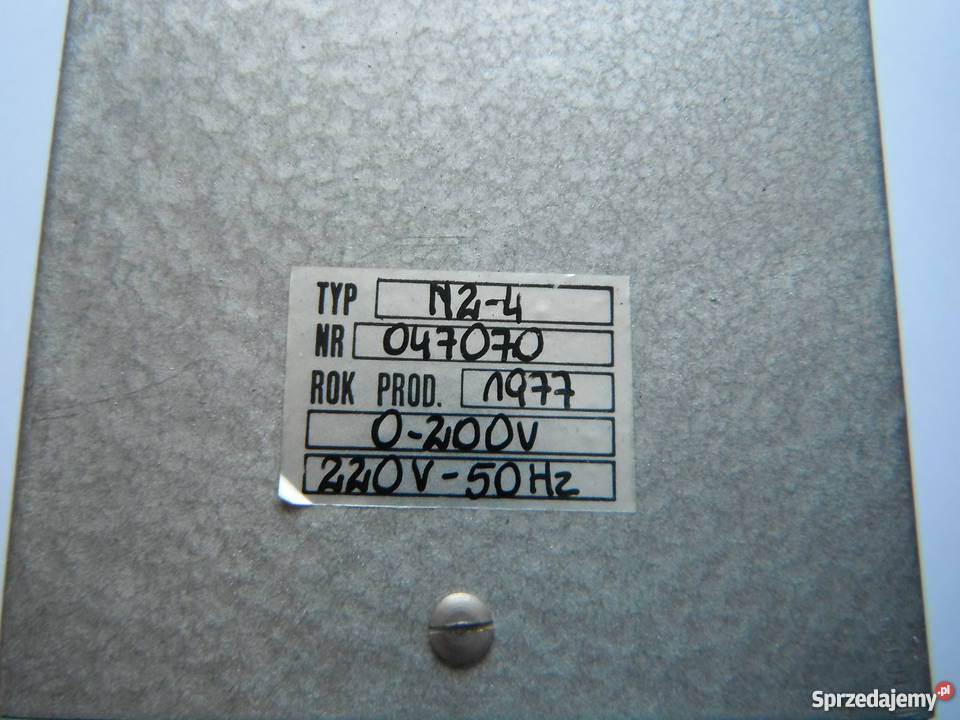 TYP N2-4
NR 047070
ROK PROD. 1977
0-200V
220V-50Hz
Sprzedajemy.pl